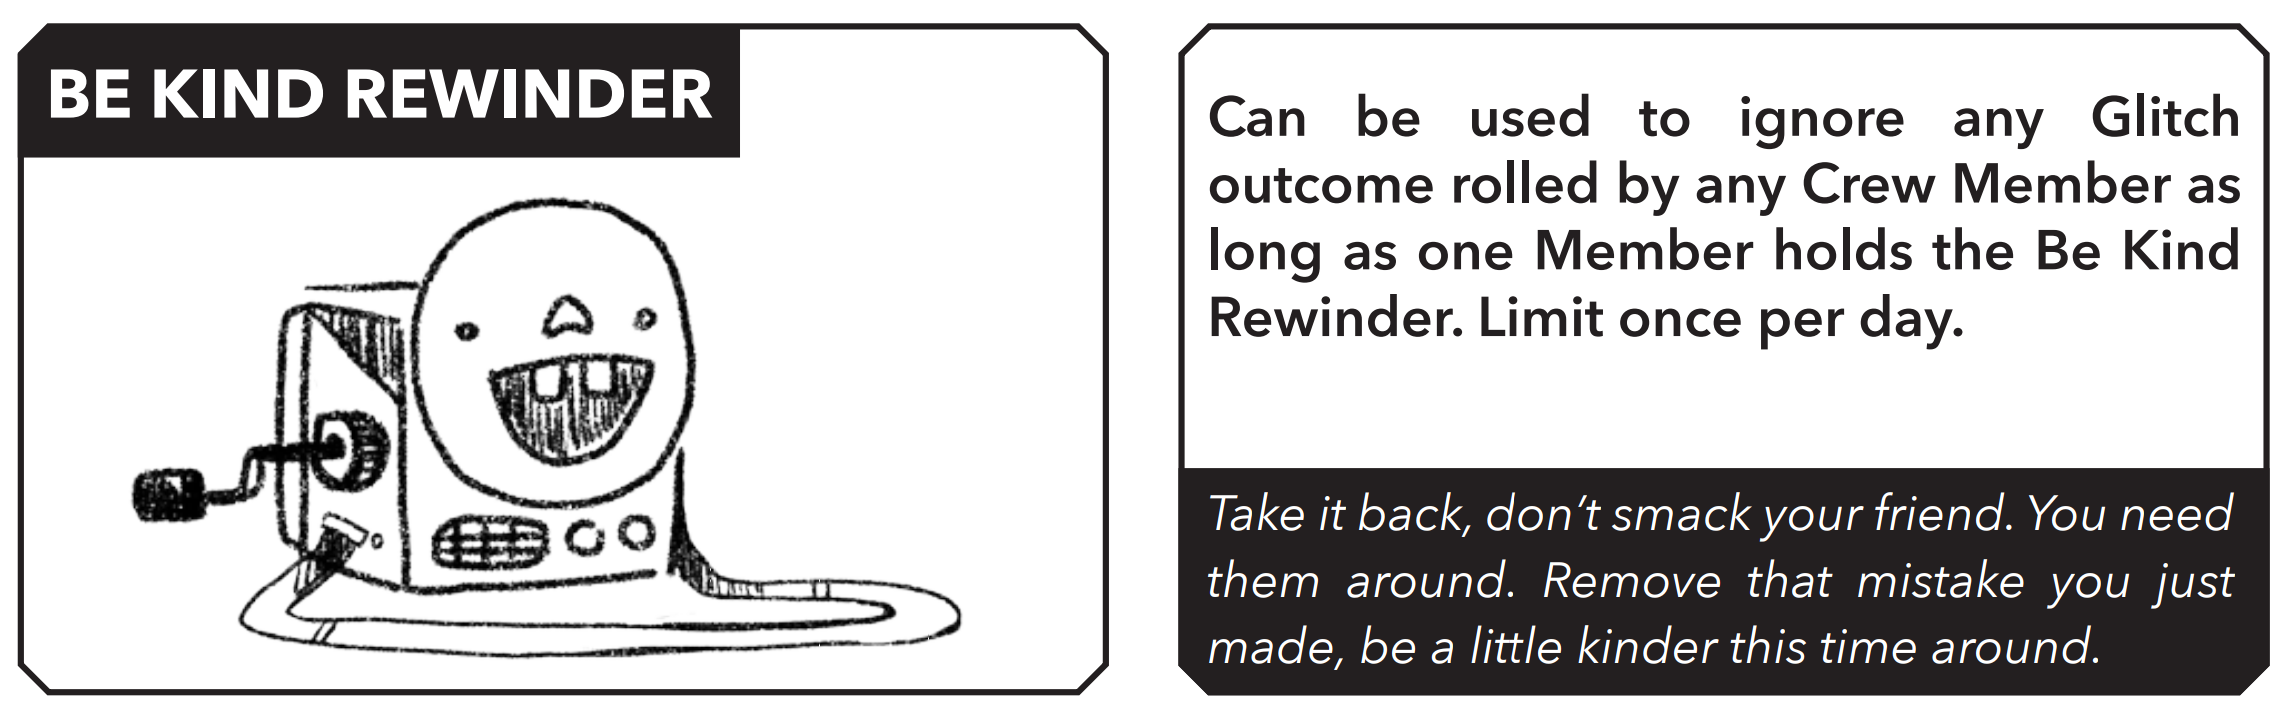 BE KIND REWINDER
Can be used to ignore any Glitch
outcome rolled by any Crew Member as
long as one Member holds the Be Kind
Rewinder. Limit once per day.
Take it back, don’t smack your friend. You need
them around. Remove that mistake you just
made, be a little kinder this time around.